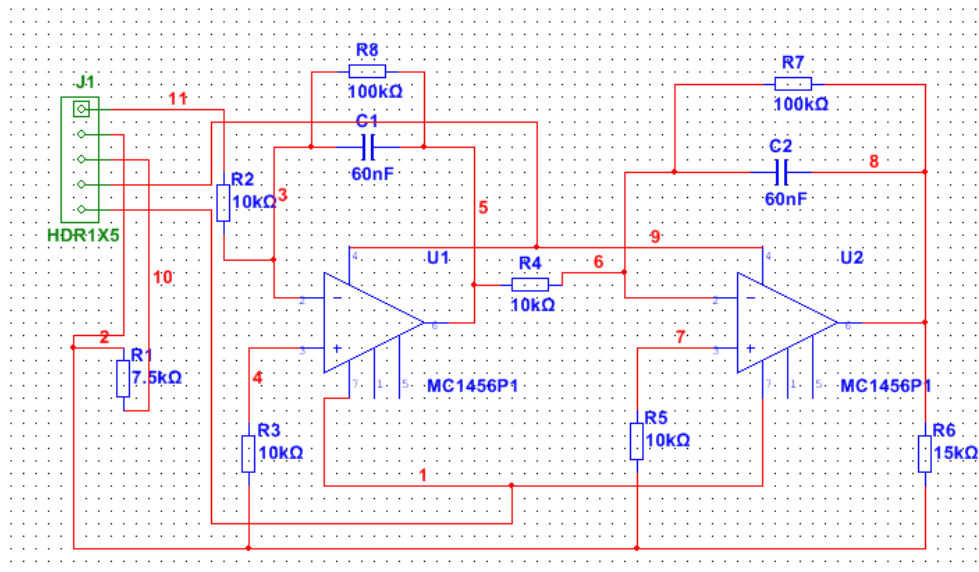 R8
100kΩ
J1
11
C1
60nF
R7
100kΩ
C2
8
60nF
R2
10kΩ
3
5
HDR1X5
9
4
U1
4
U2
10
R4
6
10kΩ
2
2
6
6
2
R1
7.5kΩ
3
7
3
4
7
1
5
MC1456P1
7
1
5
MC1456P1
R3
10kΩ
R5
10kΩ
R6
15kΩ
1